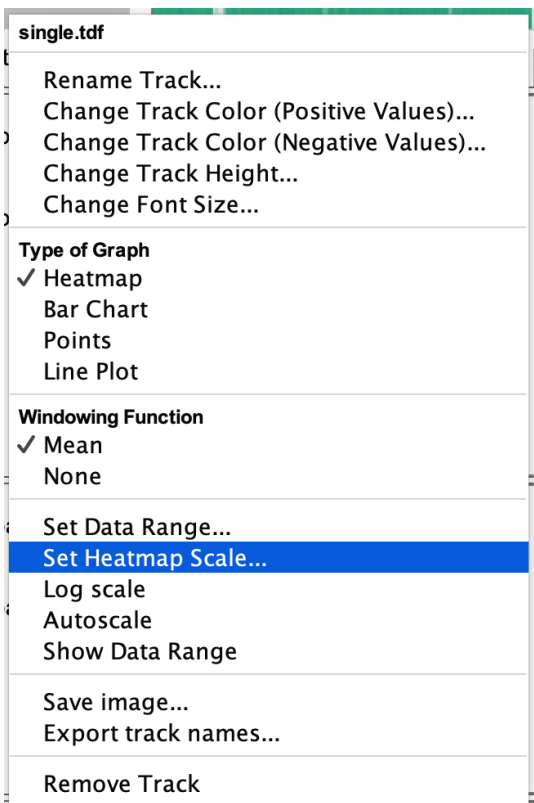 single.tdf
Rename Track...
Change Track Color (Positive Values)...
Change Track Color (Negative Values)...
Change Track Height...
Change Font Size...
Type of Graph
✓ Heatmap
Bar Chart
Points
Line Plot
Windowing Function
✓ Mean
None
Set Data Range...
Set Heatmap Scale...
Log scale
Autoscale
Show Data Range
Save image...
Export track names...
Remove Track